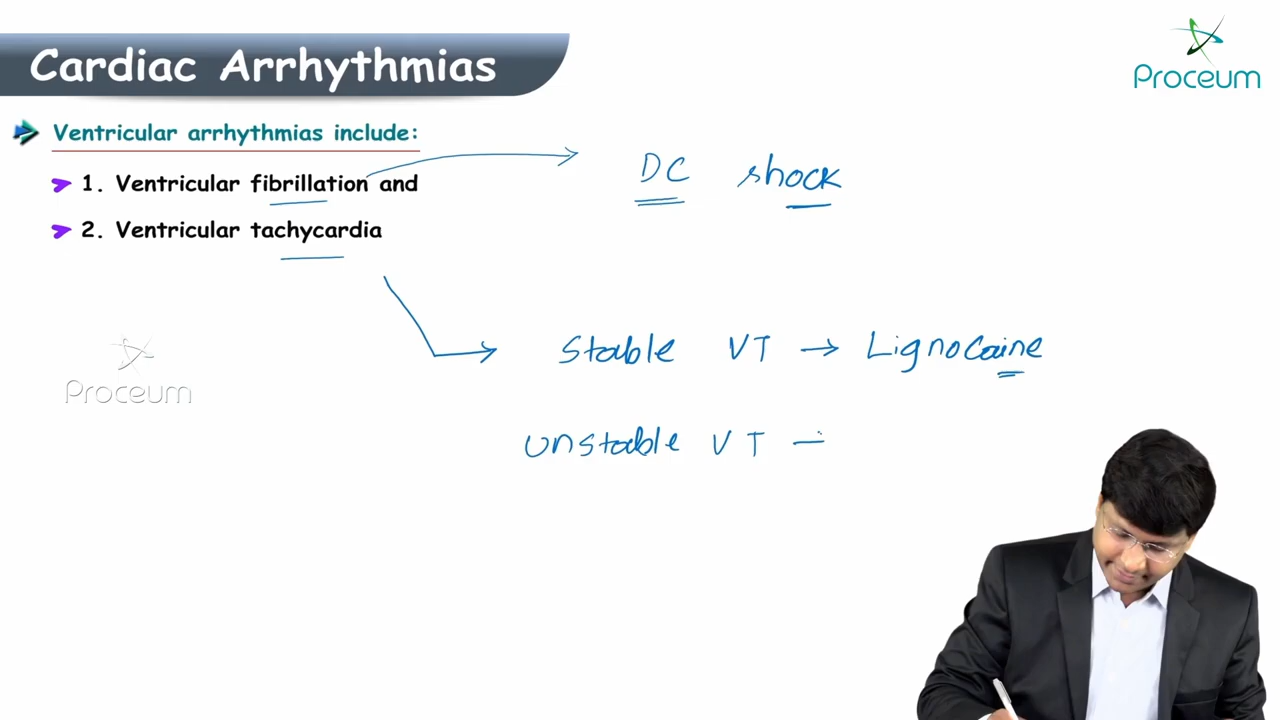 Cardiac Arrhythmias
Proceum
Ventricular arrhythmias include:
1. Ventricular fibrillation and
DC shock
2. Ventricular tachycardia
Stable VT → Lignocaine
Proceum
Unstable VT —